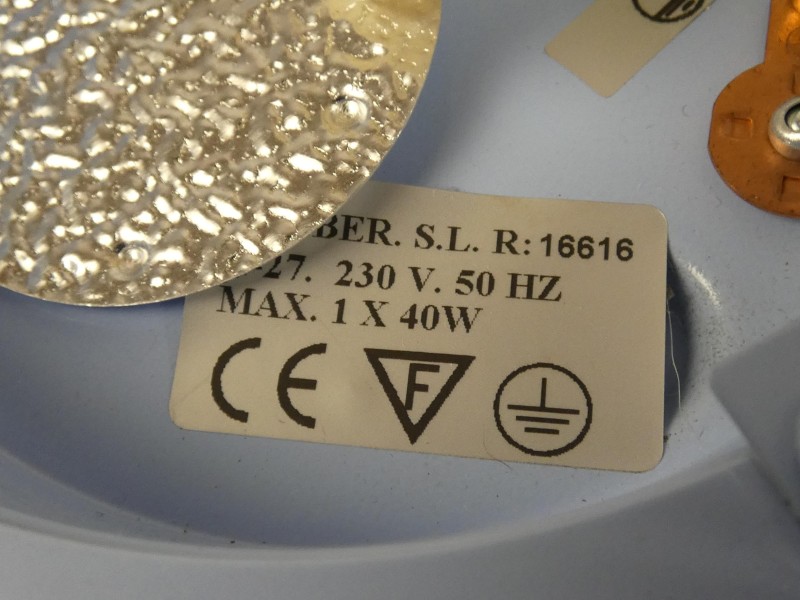 BER. S.L. R: 16616
27. 230 V. 50 HZ
MAX. 1 X 40W
CE F